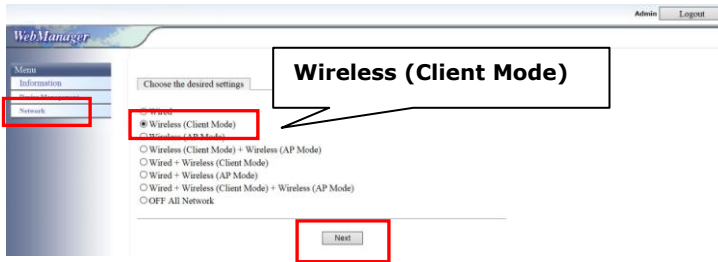 Admin Logout
WebManager
Menu
Information
Device Management
Network
Choose the desired settings
Wireless (Client Mode)
Wired
Wireless (Client Mode)
Wireless (AP Mode)
Wireless (Client Mode) + Wireless (AP Mode)
Wired + Wireless (Client Mode)
Wired + Wireless (AP Mode)
Wired + Wireless (Client Mode) + Wireless (AP Mode)
OFF All Network
Next